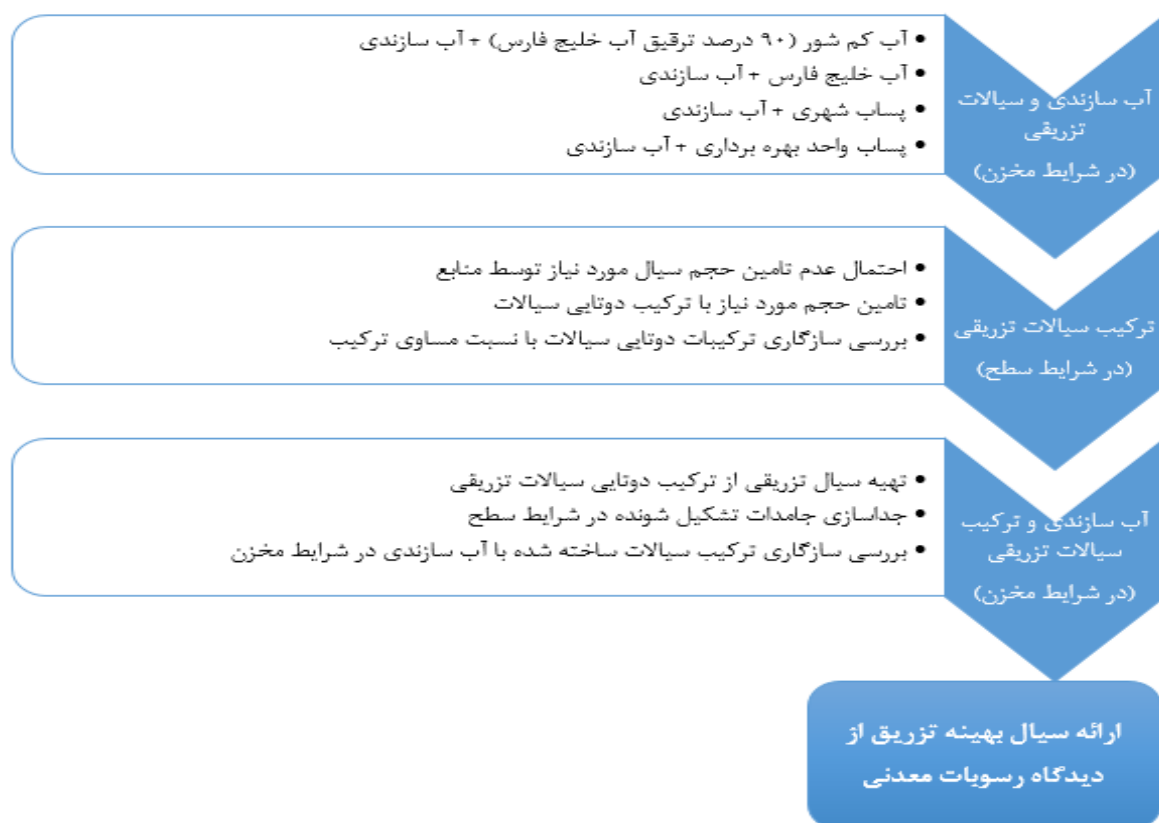 آب سازندی و سیالات
تزریقی
(در شرایط مخزن)
• آب کم شور (۹۰ درصد ترقیق آب خلیج فارس) + آب سازندی
• آب خلیج فارس + آب سازندی
• پساب شهری + آب سازندی
• پساب واحد بهره برداری + آب سازندی
ترکیب سیالات تزریقی
(در شرایط سطح)
• احتمال عدم تامین حجم سیال مورد نیاز توسط منابع
• تامین حجم مورد نیاز با ترکیب دوتایی سیالات
• بررسی سازگاری ترکیبات دوتایی سیالات با نسبت مساوی ترکیب
آب سازندی و ترکیب
سیالات تزریقی
(در شرایط مخزن)
• تهیه سیال تزریقی از ترکیب دوتایی سیالات تزریقی
• جداسازی جامدات تشکیل شونده در شرایط سطح
• بررسی سازگاری ترکیب سیالات ساخته شده با آب سازندی در شرایط مخزن
ارائه سیال بهینه تزریق از
دیدگاه رسوبات معدنی